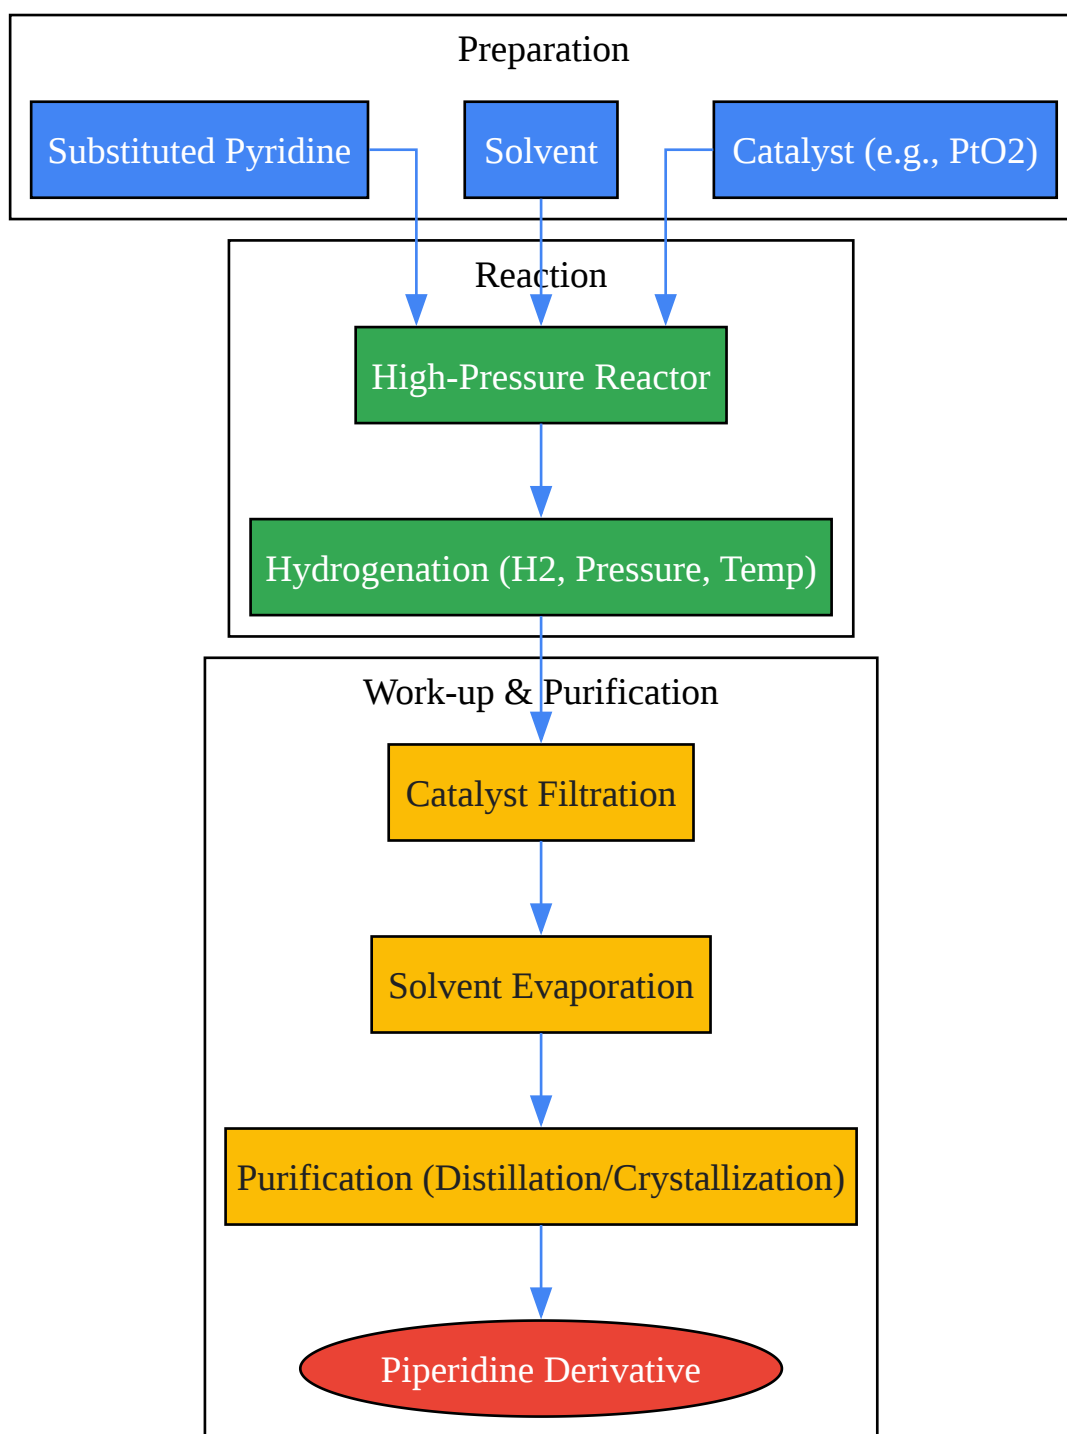 Preparation
Substituted Pyridine
Solvent
Catalyst (e.g., PtO2)
Reaction
High-Pressure Reactor
Hydrogenation (H2, Pressure, Temp)
Work-up & Purification
Catalyst Filtration
Solvent Evaporation
Purification (Distillation/Crystallization)
Piperidine Derivative